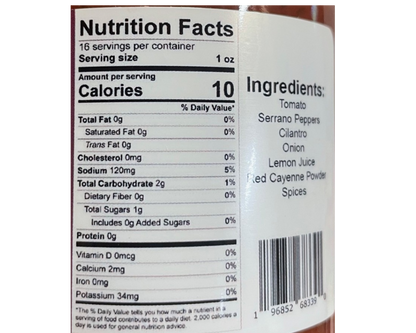 Nutrition Facts
16 servings per container
Serving size 1 oz
Amount per serving
Calories 10
% Daily Value*
Total Fat 0g 0%
Saturated Fat 0g 0%
Trans Fat 0g
Cholesterol 0mg 0%
Sodium 120mg 5%
Total Carbohydrate 2g 1%
Dietary Fiber 0g 0%
Total Sugars 1g
Includes 0g Added Sugars 0%
Protein 0g
Vitamin D 0mcg 0%
Calcium 2mg 0%
Iron 0mg 0%
Potassium 34mg 0%
*The % Daily Value tells you how much a nutrient in a
serving of food contributes to a daily diet. 2,000 calories a
day is used for general nutrition advice.
Ingredients:
Tomato
Serrano Peppers
Cilantro
Onion
Lemon Juice
Red Cayenne Powder
Spices
1 96852 68339 8